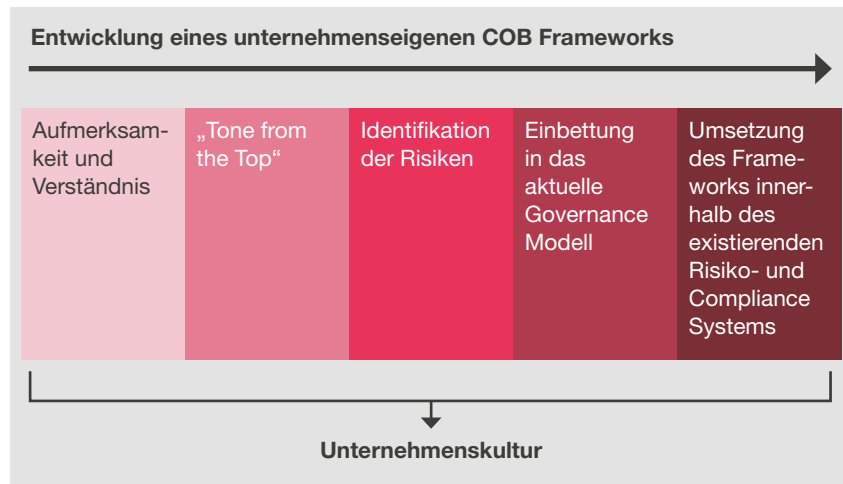 Entwicklung eines unternehmenseigenen COB Frameworks
Aufmerksam-
keit und
Verständnis
„Tone from
the Top“
Identifikation
der Risiken
Einbettung
in das
aktuelle
Governance
Modell
Umsetzung
des Frame-
works inner-
halb des
existierenden
Risiko- und
Compliance
Systems
Unternehmenskultur